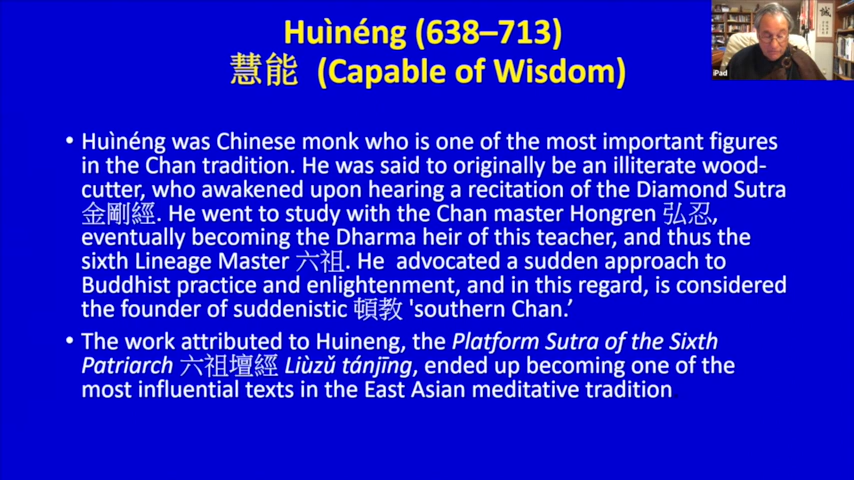 Huìnéng (638–713)
慧能 (Capable of Wisdom)
iPad
誠
• Huìnéng was Chinese monk who is one of the most important figures
in the Chan tradition. He was said to originally be an illiterate wood-
cutter, who awakened upon hearing a recitation of the Diamond Sutra
金剛經. He went to study with the Chan master Hongren 弘忍,
eventually becoming the Dharma heir of this teacher, and thus the
sixth Lineage Master 六祖. He advocated a sudden approach to
Buddhist practice and enlightenment, and in this regard, is considered
the founder of suddenistic 頓教 'southern Chan.’
• The work attributed to Huineng, the Platform Sutra of the Sixth
Patriarch 六祖壇經 Liùzǔ tánjīng, ended up becoming one of the
most influential texts in the East Asian meditative tradition